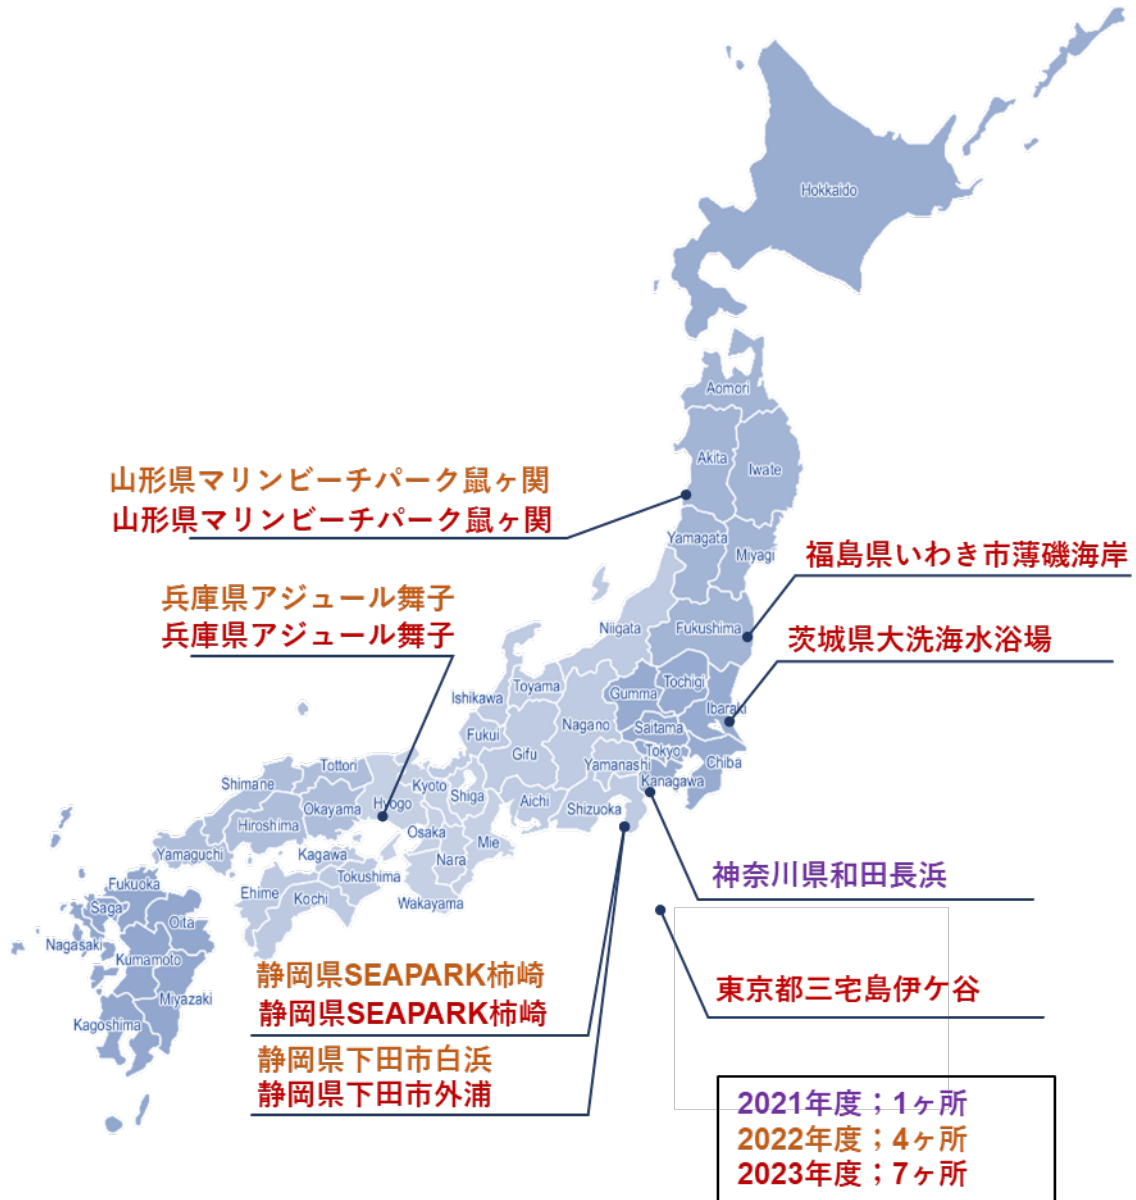 Hokkaido
Aomori
Akita
Iwate
山形県マリンビーチパーク鼠ヶ関
山形県マリンビーチパーク鼠ヶ関
Yamagata
Miyagi
福島県いわき市薄磯海岸
兵庫県アジュール舞子
兵庫県アジュール舞子
Niigata
Fukushima
茨城県大洗海水浴場
Ishikawa
Toyama
Gumma
Tochigi
Ibaraki
Fukui
Nagano
Saitama
Gifu
Tokyo
Yamanashi
Chiba
Kanagawa
Tottori
Shimane
Kyoto
Shiga
Aichi
Shizuoka
Okayama
Hyogo
Hiroshima
Osaka
Mie
Yamaguchi
Kagawa
Nara
Tokushima
Wakayama
Ehime
Kochi
神奈川県和田長浜
Fukuoka
Saga
Oita
Nagasaki
Kumamoto
Miyazaki
Kagoshima
静岡県SEAPARK柿崎
静岡県SEAPARK柿崎
東京都三宅島伊ケ谷
静岡県下田市白浜
静岡県下田市外浦
2021年度；1ヶ所
2022年度；4ヶ所
2023年度；7ヶ所